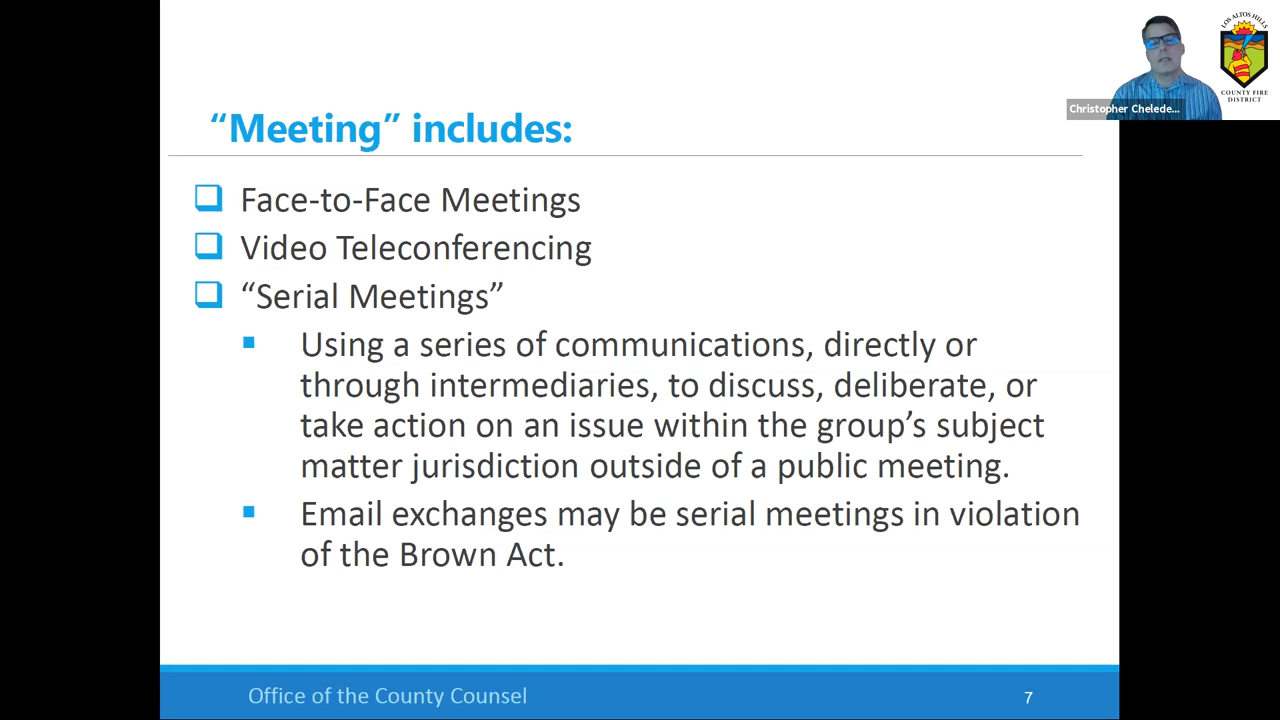 LOS ALTOS HILLS
COUNTY FIRE
DISTRICT
Christopher Chelede...
“Meeting” includes:
Face-to-Face Meetings
Video Teleconferencing
“Serial Meetings”
Using a series of communications, directly or
through intermediaries, to discuss, deliberate, or
take action on an issue within the group’s subject
matter jurisdiction outside of a public meeting.
Email exchanges may be serial meetings in violation
of the Brown Act.
Office of the County Counsel
7